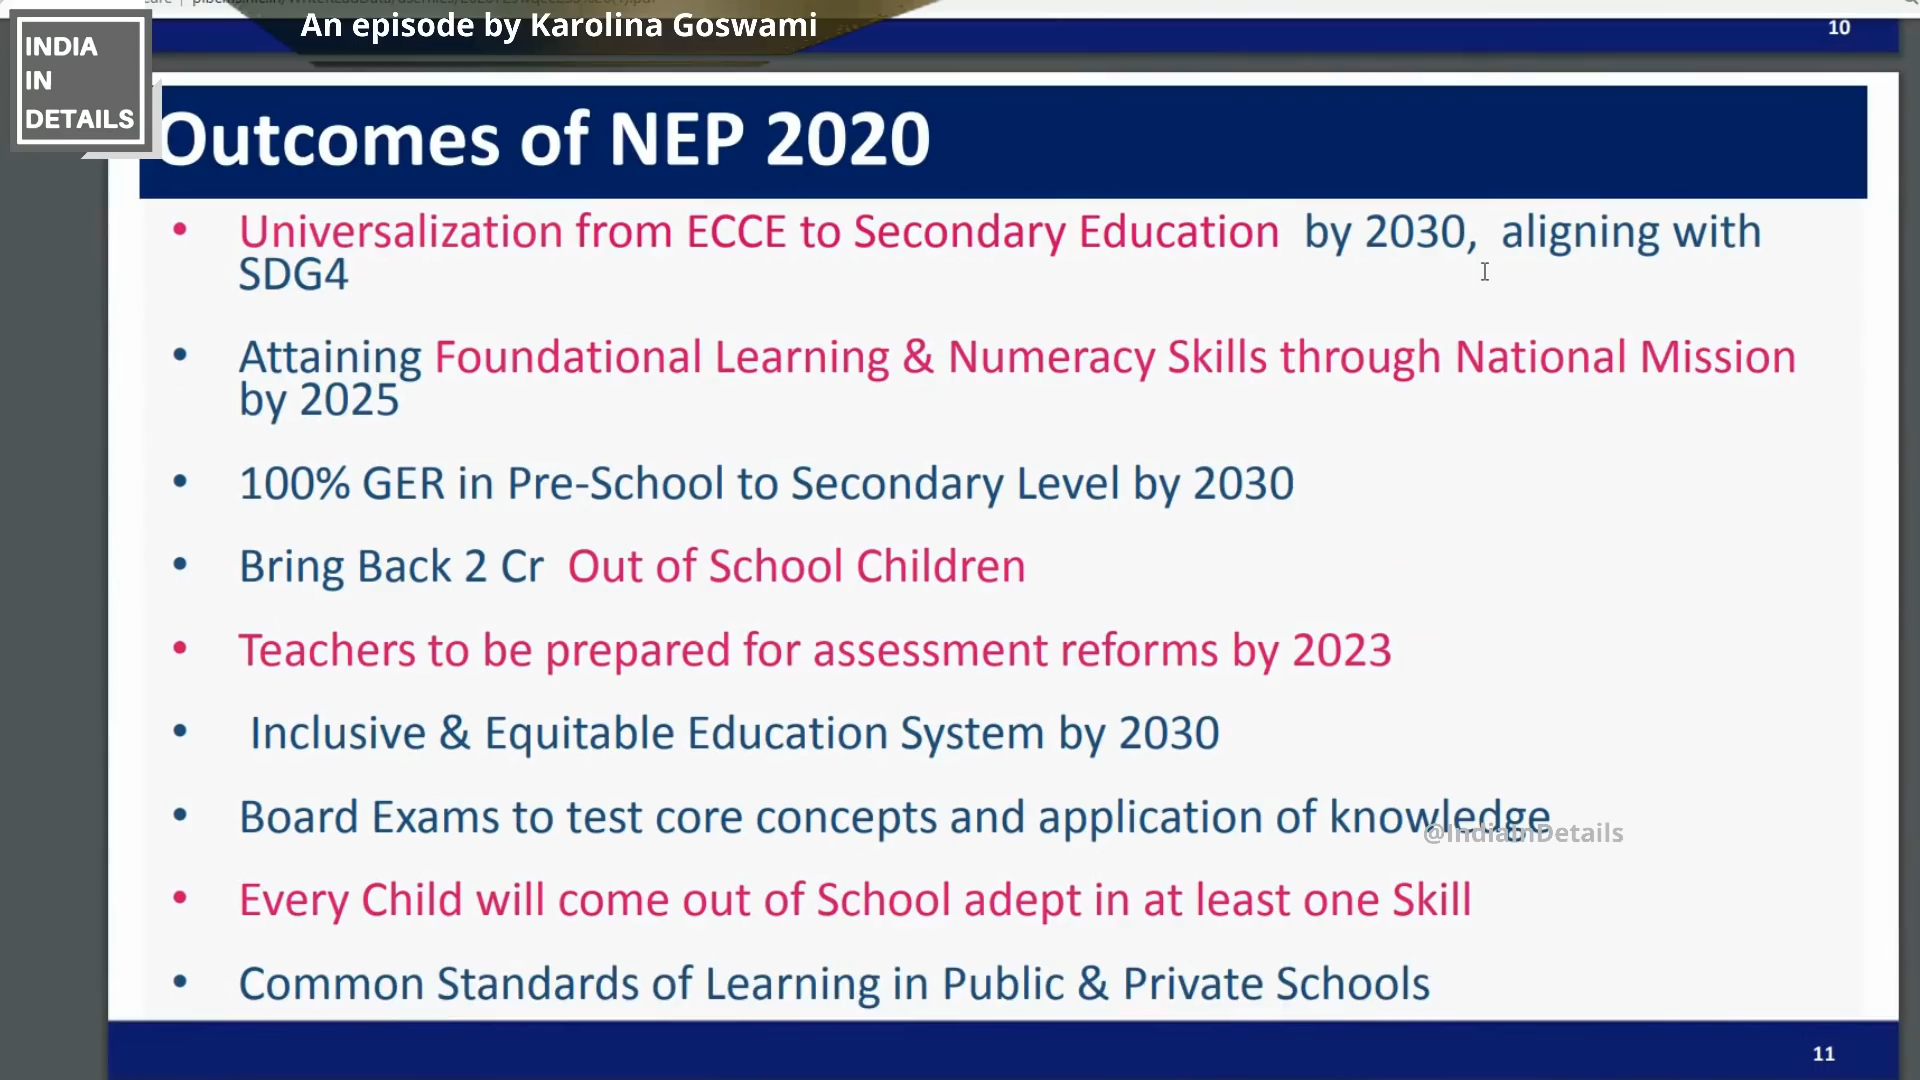 An episode by Karolina Goswami
10
INDIA
IN
DETAILS
Outcomes of NEP 2020
• Universalization from ECCE to Secondary Education by 2030, aligning with
SDG4
• Attaining Foundational Learning & Numeracy Skills through National Mission
by 2025
• 100% GER in Pre-School to Secondary Level by 2030
• Bring Back 2 Cr Out of School Children
• Teachers to be prepared for assessment reforms by 2023
• Inclusive & Equitable Education System by 2030
• Board Exams to test core concepts and application of knowledge
@IndiaInDetails
• Every Child will come out of School adept in at least one Skill
• Common Standards of Learning in Public & Private Schools
11